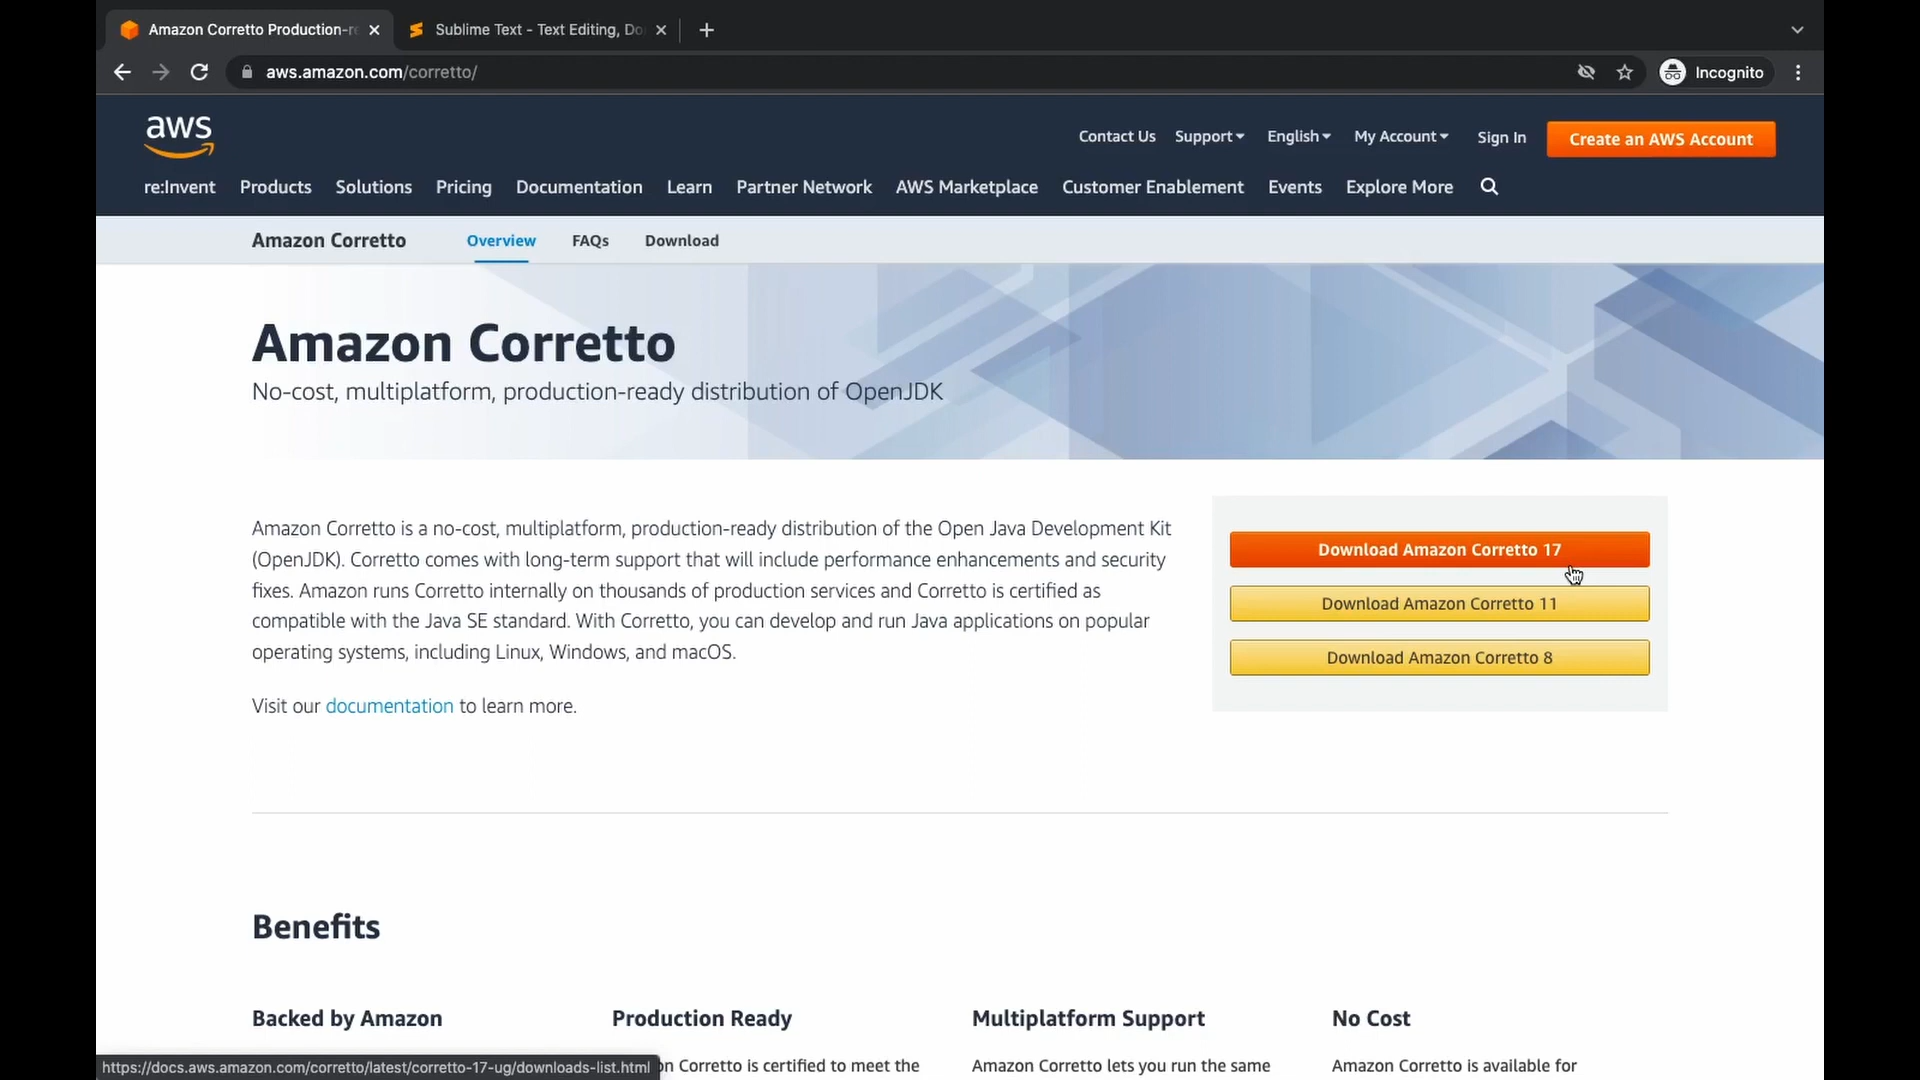 Amazon Corretto Production-re
Sublime Text - Text Editing, Do
aws.amazon.com/corretto/
Incognito
aws
Contact Us Support English My Account Sign In Create an AWS Account
re:Invent Products Solutions Pricing Documentation Learn Partner Network AWS Marketplace Customer Enablement Events Explore More
Amazon Corretto Overview FAQs Download
Amazon Corretto
No-cost, multiplatform, production-ready distribution of OpenJDK
Amazon Corretto is a no-cost, multiplatform, production-ready distribution of the Open Java Development Kit
(OpenJDK). Corretto comes with long-term support that will include performance enhancements and security
fixes. Amazon runs Corretto internally on thousands of production services and Corretto is certified as
compatible with the Java SE standard. With Corretto, you can develop and run Java applications on popular
operating systems, including Linux, Windows, and macOS.
Visit our documentation to learn more.
Download Amazon Corretto 17
Download Amazon Corretto 11
Download Amazon Corretto 8
Benefits
Backed by Amazon
Production Ready
Multiplatform Support
No Cost
n Corretto is certified to meet the
Amazon Corretto lets you run the same
Amazon Corretto is available for
https://docs.aws.amazon.com/corretto/latest/corretto-17-ug/downloads-list.html